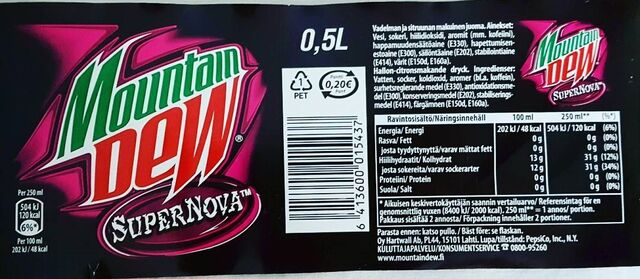 Mountain
DEW®
SUPERNOVA™
Per 250 ml
504 kJ
120 kcal
6%*
Per 100 ml
202 kJ / 48 kcal
0,5L
1
PET
Pantti
0,20€
Pant
6 413600 015437
Vadelman ja sitruunan makuinen juoma. Ainekset:
Vesi, sokeri, hiilidioksidi, aromit (mm. kofeiini),
happamuudensäätöaine (E330), hapettumisen-
estoaine (E300), säilöntäaine (E202), stabilointiaine
(E414), värit (E150d, E160a).
Hallon-citronsmakande dryck. Ingredienser:
Vatten, socker, koldioxid, aromer (bl.a. koffein),
surhetsreglerande medel (E330), antioxidationsme-
del (E300), konserveringsmedel (E202), stabiliserings-
medel (E414), färgämnen (E150d, E160a).
Mountain
DEW
SUPERNOVA™
Ravintosisältö/Näringsinnehåll 100 ml 250 ml** (%*)
Energia/ Energi 202 kJ / 48 kcal 504 kJ / 120 kcal (6%)
Rasva/ Fett 0 g 0 g (0%)
josta tyydyttynyttä/varav mättat fett 0 g 0 g (0%)
Hiilihydraatit/ Kolhydrat 13 g 31 g (12%)
josta sokereita/varav sockerarter 12 g 31 g (34%)
Proteiini/ Protein 0 g 0 g (0%)
Suola/ Salt 0 g 0 g (0%)
* Aikuisen keskivertokäyttäjän saannin vertailuarvo/ Referensintag för en
genomsnittlig vuxen (8400 kJ/ 2000 kcal). 250 ml** = 1 annos/ portion.
Pakkaus sisältää 2 annosta/ Förpackning innehåller 2 portioner.
Parasta ennen: katso pullo. / Bäst före: se flaskan.
Oy Hartwall Ab, PL44, 15101 Lahti. Lupa/tillstånd: PepsiCo, Inc., N.Y.
KULUTTAJAPALVELU/KONSUMENTSERVICE ☎ 0800-95260
www.mountaindew.fi